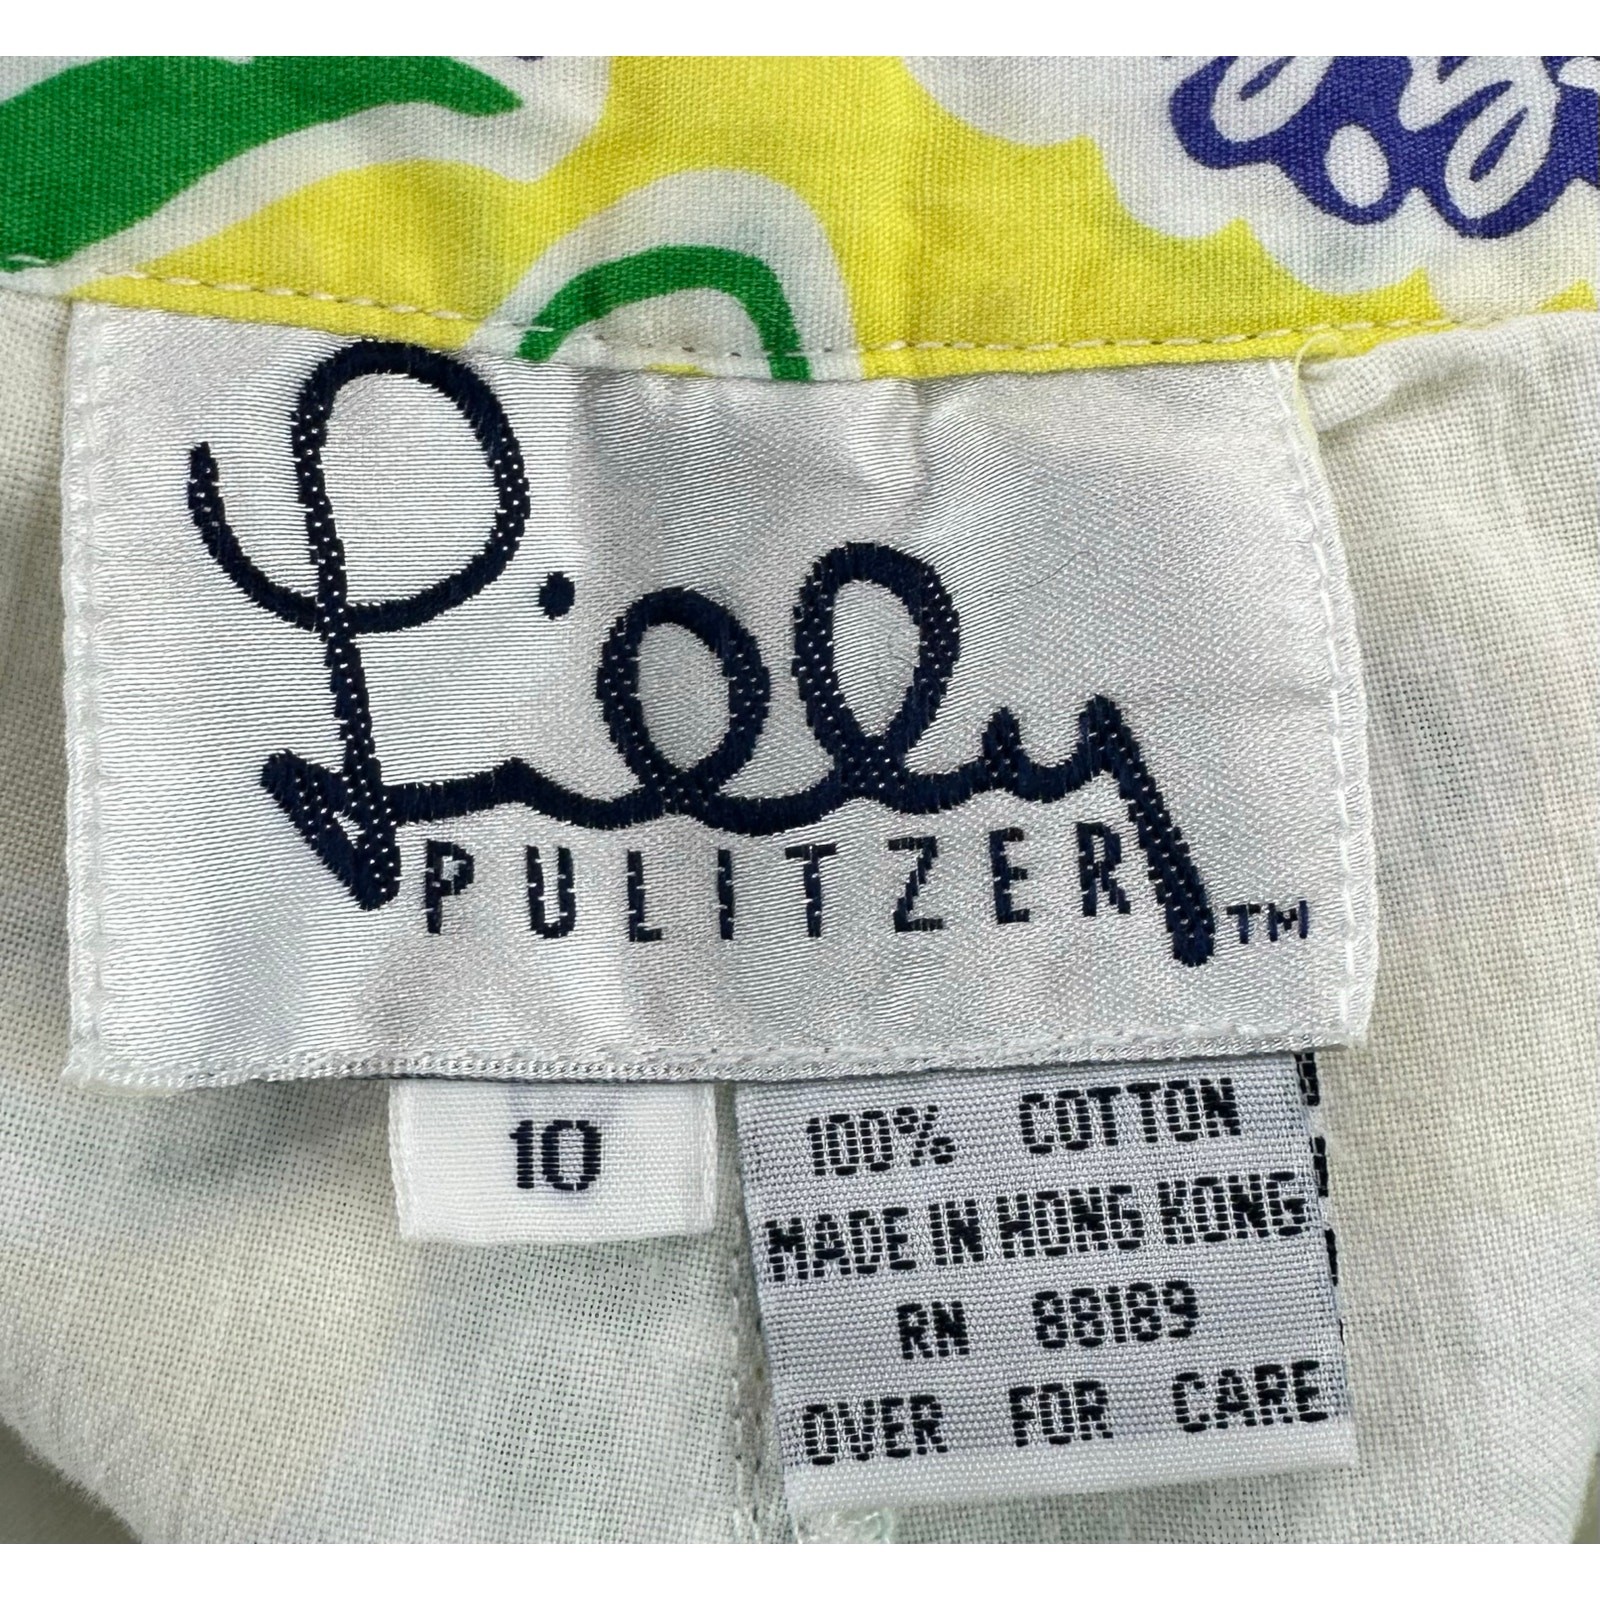 Lilly
PULITZER ™
10
100% COTTON
MADE IN HONG KONG
RN 88189
OVER FOR CARE